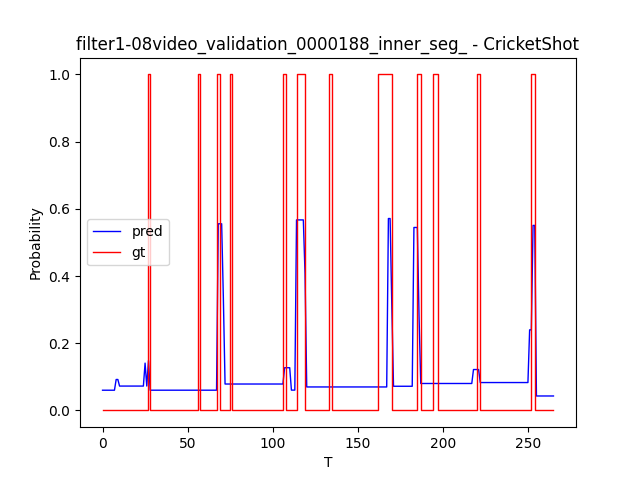 filter1-08video_validation_0000188_inner_seg_ - CricketShot
1.0
0.8
0.6
0.4
0.2
0.0
Probability
pred
gt
0 50 100 150 200 250
T